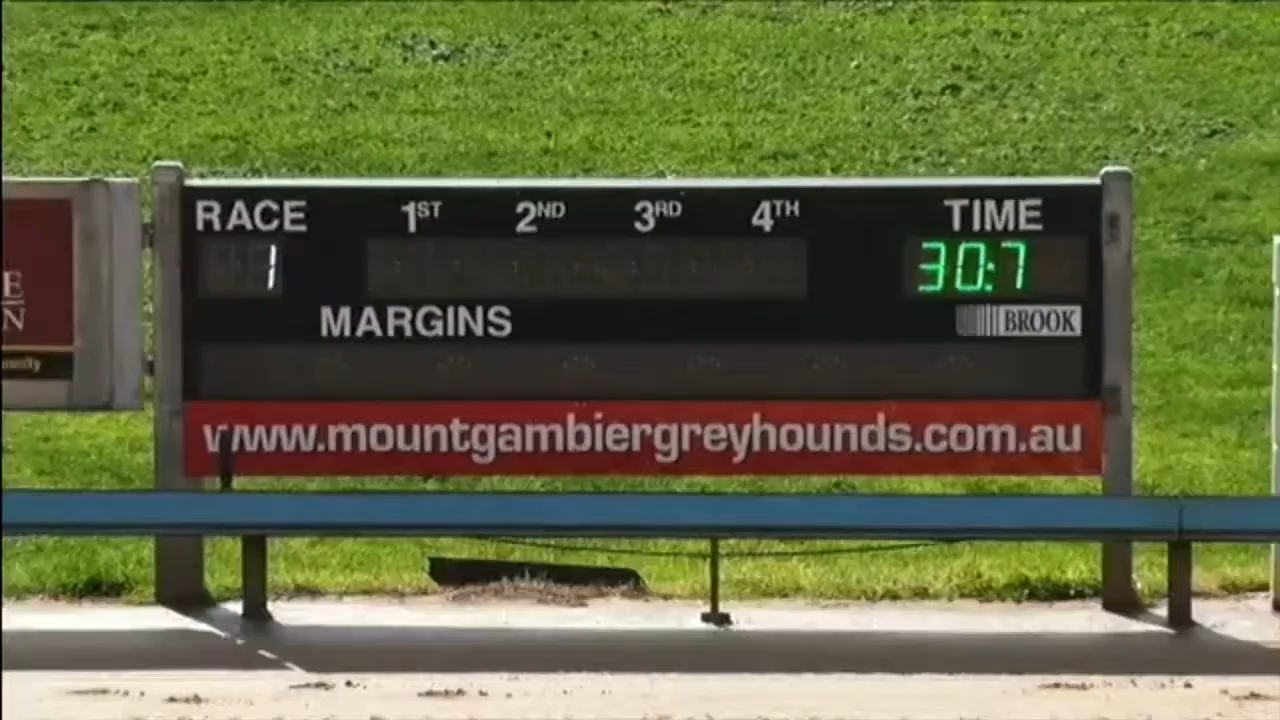 RACE 1ST 2ND 3RD 4TH TIME
1 30:7
MARGINS BROOK
www.mountgambiergreyhounds.com.au
E
N